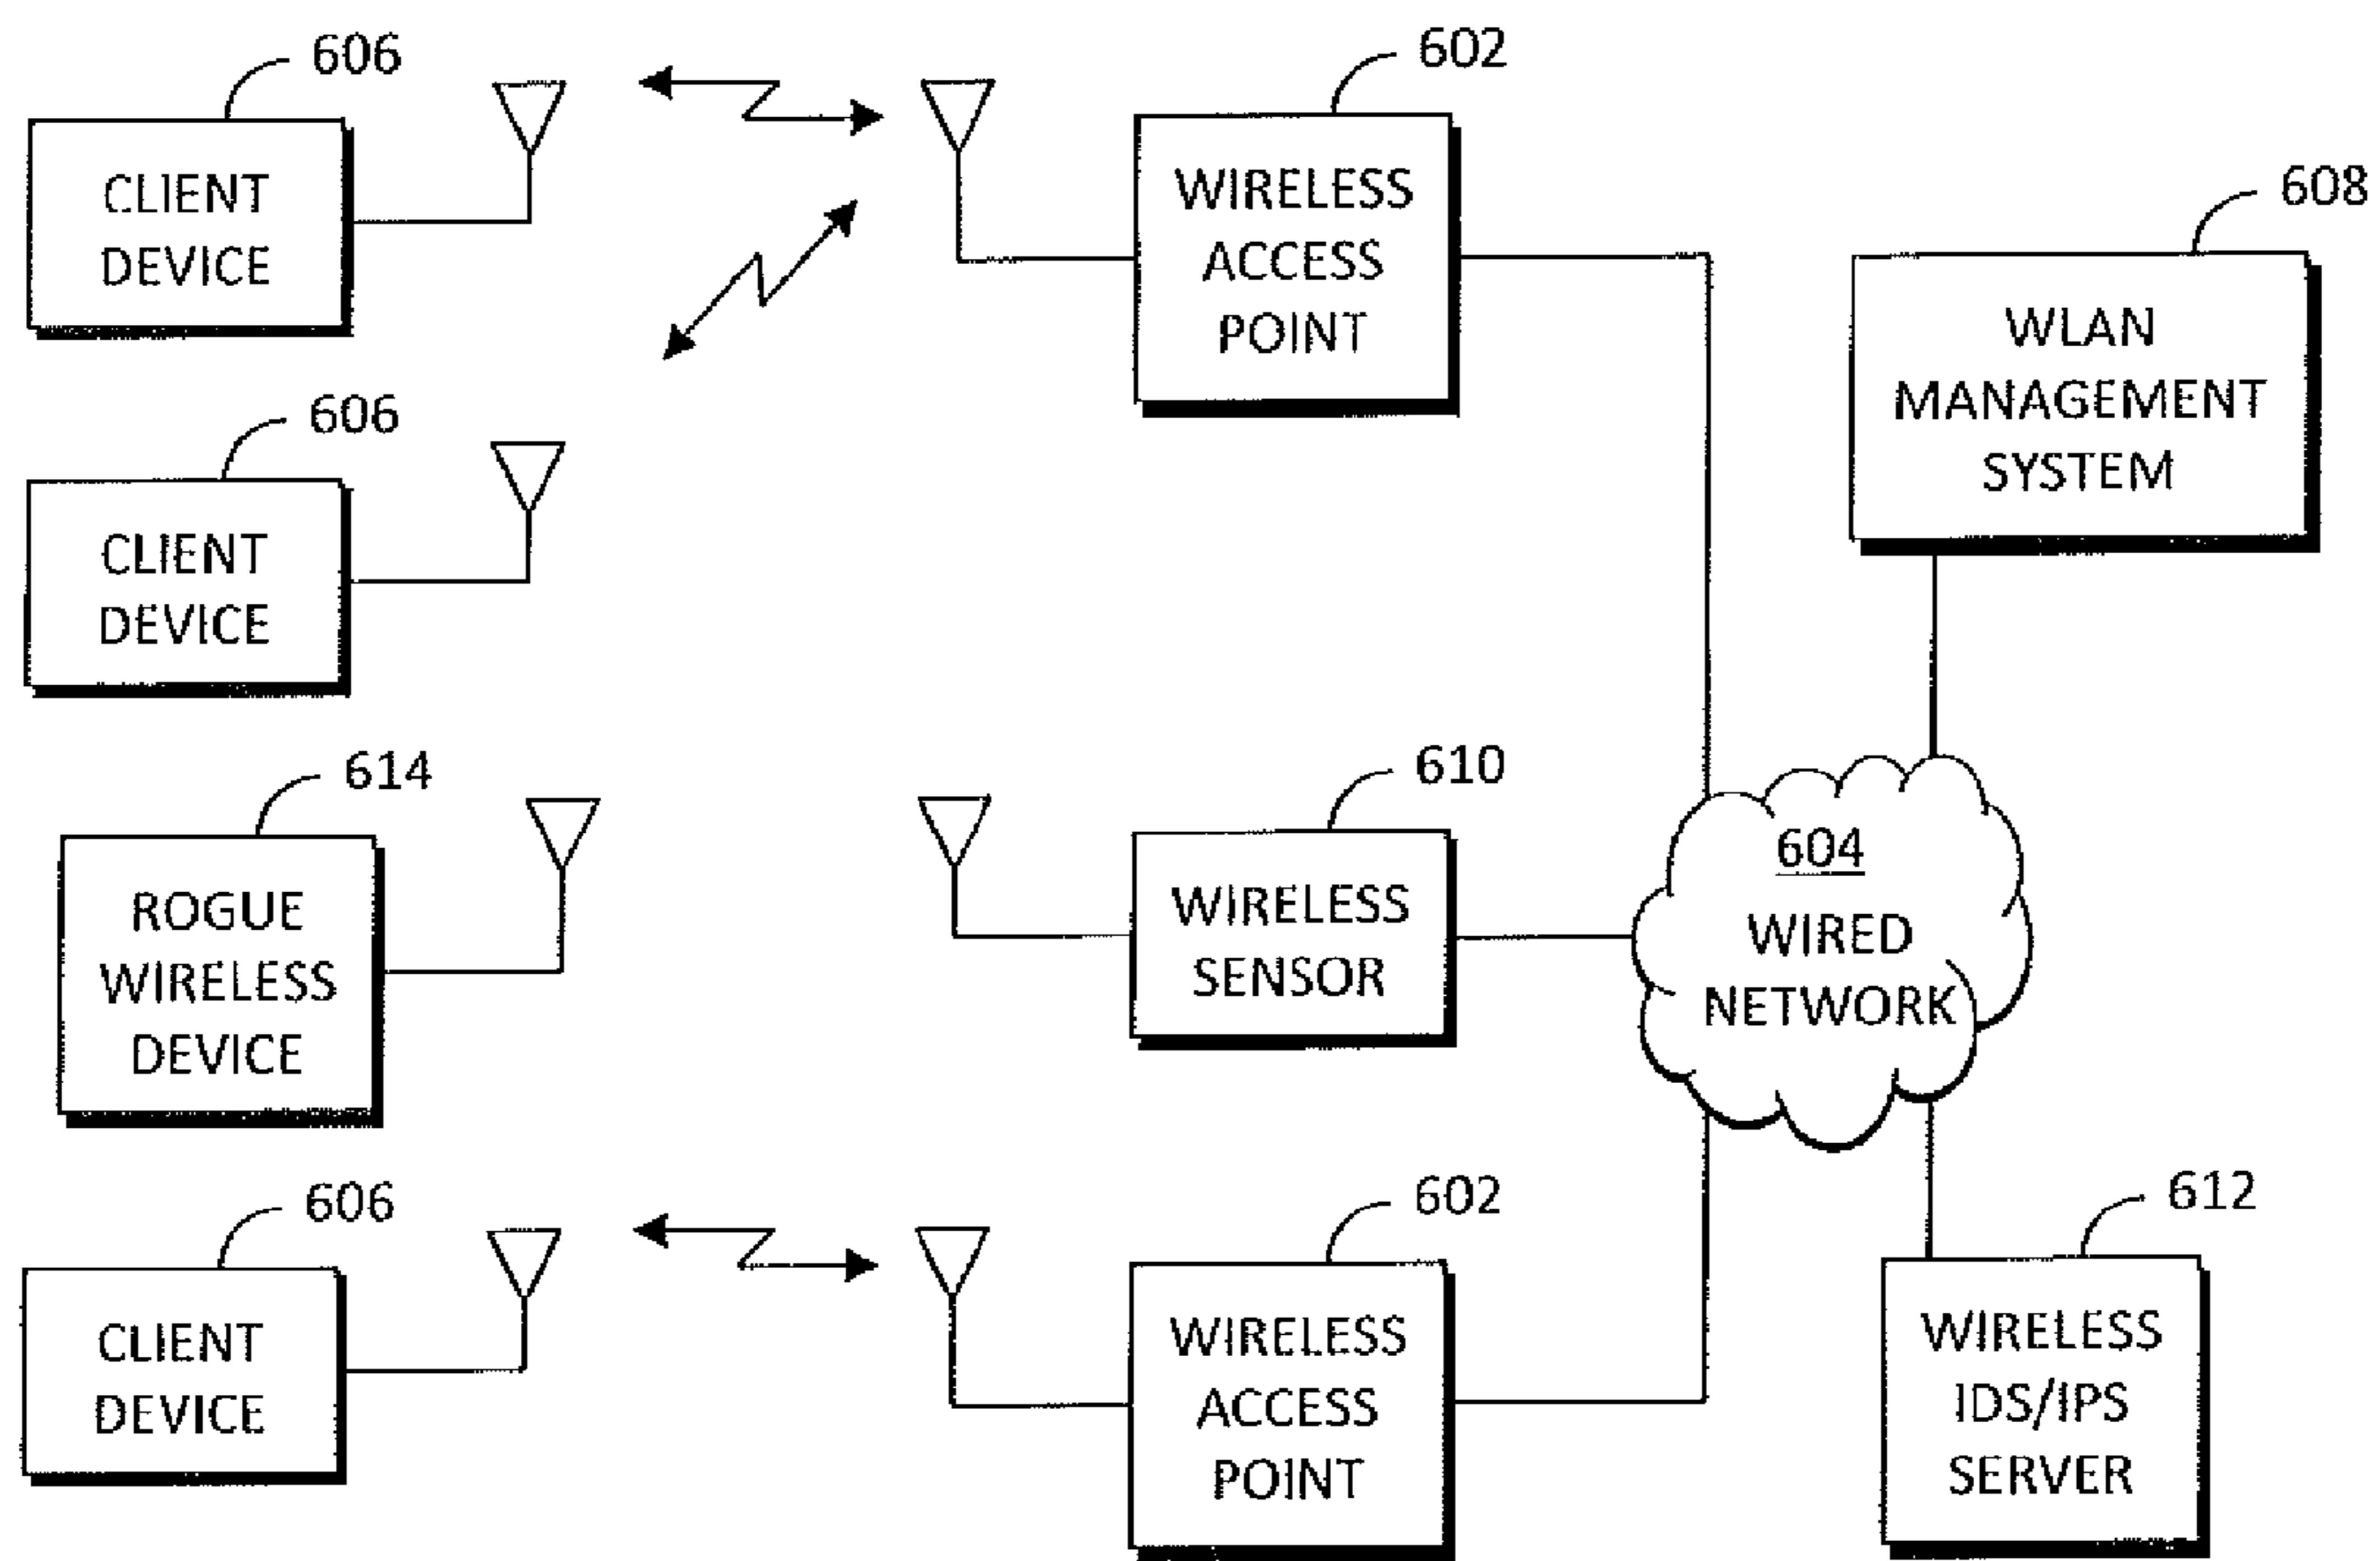 606
CLIENT
DEVICE
602
WIRELESS
ACCESS
POINT
608
WLAN
MANAGEMENT
SYSTEM
606
CLIENT
DEVICE
614
ROGUE
WIRELESS
DEVICE
610
WIRELESS
SENSOR
604
WIRED
NETWORK
606
CLIENT
DEVICE
602
WIRELESS
ACCESS
POINT
612
WIRELESS
IDS/IPS
SERVER